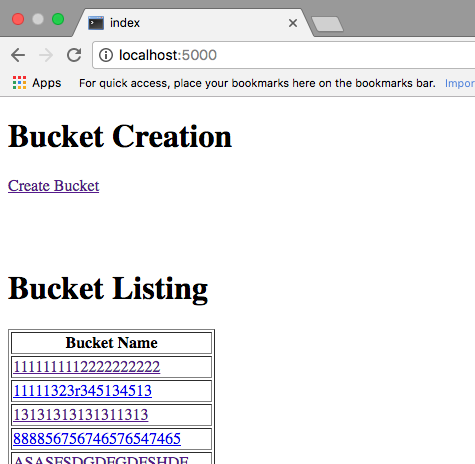 index
localhost:5000
Apps For quick access, place your bookmarks here on the bookmarks bar. Impor
Bucket Creation
Create Bucket
Bucket Listing
Bucket Name
1111111112222222222
11111323r345134513
13131313131311313
888856756746576547465
ASASFSDGDFGDFSHDF